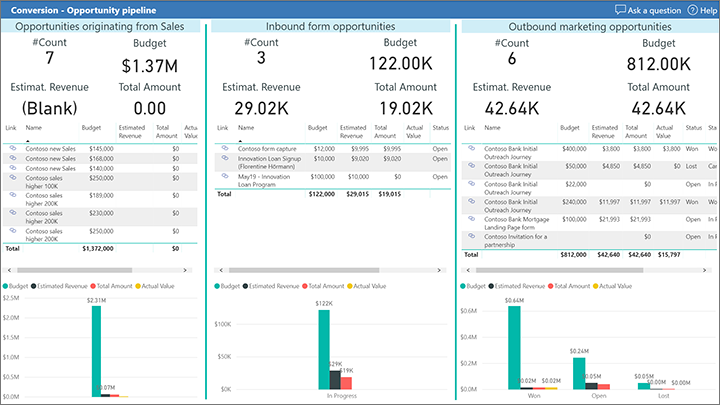 Conversion - Opportunity pipeline
Ask a question
Help
Opportunities originating from Sales
#Count
Budget
7
$1.37M
Estimat. Revenue
Total Amount
(Blank)
0.00
Link Name Budget Estimated Revenue Total Amount Actu Value
Contoso new Sales $145,000 $0
Contoso new Sales $168,000 $0
Contoso new Sales $140,000 $0
Contoso sales higher 100K $250,000 $0
Contoso sales higher 200K $189,000 $0
Contoso sales higher 200K $230,000 $0
Contoso sales higher 200K $250,000 $0
Total $1,372,000 $0
Budget Estimated Revenue Total Amount Actual Value
$2.5M
$2.31M
$2.0M
$1.5M
$1.0M
$0.5M
0.07M
$0.0M
Inbound form opportunities
#Count
Budget
3
122.00K
Estimat. Revenue
Total Amount
29.02K
19.02K
Link Name Budget Estimated Revenue Total Amount Actual Value Status
Contoso form capture $12,000 $9,995 $9,995 Open
Innovation Loan Signup (Florentine Hörmann) $10,000 $9,020 $9,020 Open
May19 - Innovation Loan Program $100,000 $10,000 $0 Open
Total $122,000 $29,015 $19,015
Budget Estimated Revenue Total Amount Actual Value
$122K
$100K
$50K
$29K
$19K
$0K
In Progress
Outbound marketing opportunities
#Count
Budget
6
812.00K
Estimat. Revenue
Total Amount
42.64K
42.64K
Link Name Budget Estimated Revenue Total Amount Actual Value Status Sta
Contoso Bank Initial Outreach Journey $400,000 $3,800 $3,800 $3,800 Won Wo
Contoso Bank Initial Outreach Journey $50,000 $4,850 $4,850 $0 Lost Car
Contoso Bank Initial Outreach Journey $22,000 $0 Open In P
Contoso Bank Initial Outreach Journey $240,000 $11,997 $11,997 $11,997 Won Wo
Contoso Bank Mortgage Landing Page form $100,000 $21,993 $21,993 Open In P
Contoso Invitation for a partnership $0 Open In P
Total $812,000 $42,640 $42,640 $15,797
Budget Estimated Revenue Total Amount Actual Value
$0.64M
$0.6M
$0.4M
$0.24M
$0.2M
$0.02M
$0.02M
$0.05M
$0.05M
$0.00M
$0.00M
$0.0M
Won
Open
Lost